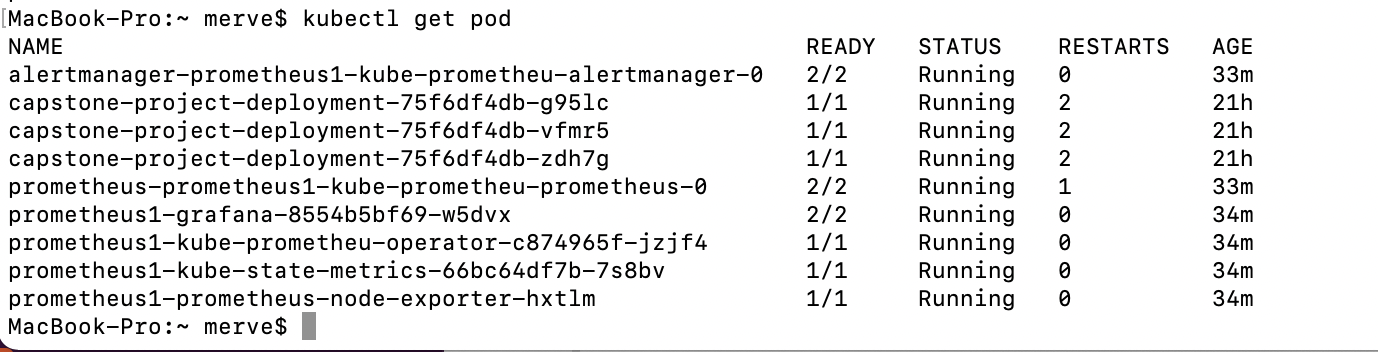 MacBook-Pro:~ merve$ kubectl get pod
NAME READY STATUS RESTARTS AGE
alertmanager-prometheus1-kube-prometheu-alertmanager-0 2/2 Running 0 33m
capstone-project-deployment-75f6df4db-g95lc 1/1 Running 2 21h
capstone-project-deployment-75f6df4db-vfmr5 1/1 Running 2 21h
capstone-project-deployment-75f6df4db-zdh7g 1/1 Running 2 21h
prometheus-prometheus1-kube-prometheu-prometheus-0 2/2 Running 1 33m
prometheus1-grafana-8554b5bf69-w5dvx 2/2 Running 0 34m
prometheus1-kube-prometheu-operator-c874965f-jzjf4 1/1 Running 0 34m
prometheus1-kube-state-metrics-66bc64df7b-7s8bv 1/1 Running 0 34m
prometheus1-prometheus-node-exporter-hxtlm 1/1 Running 0 34m
MacBook-Pro:~ merve$